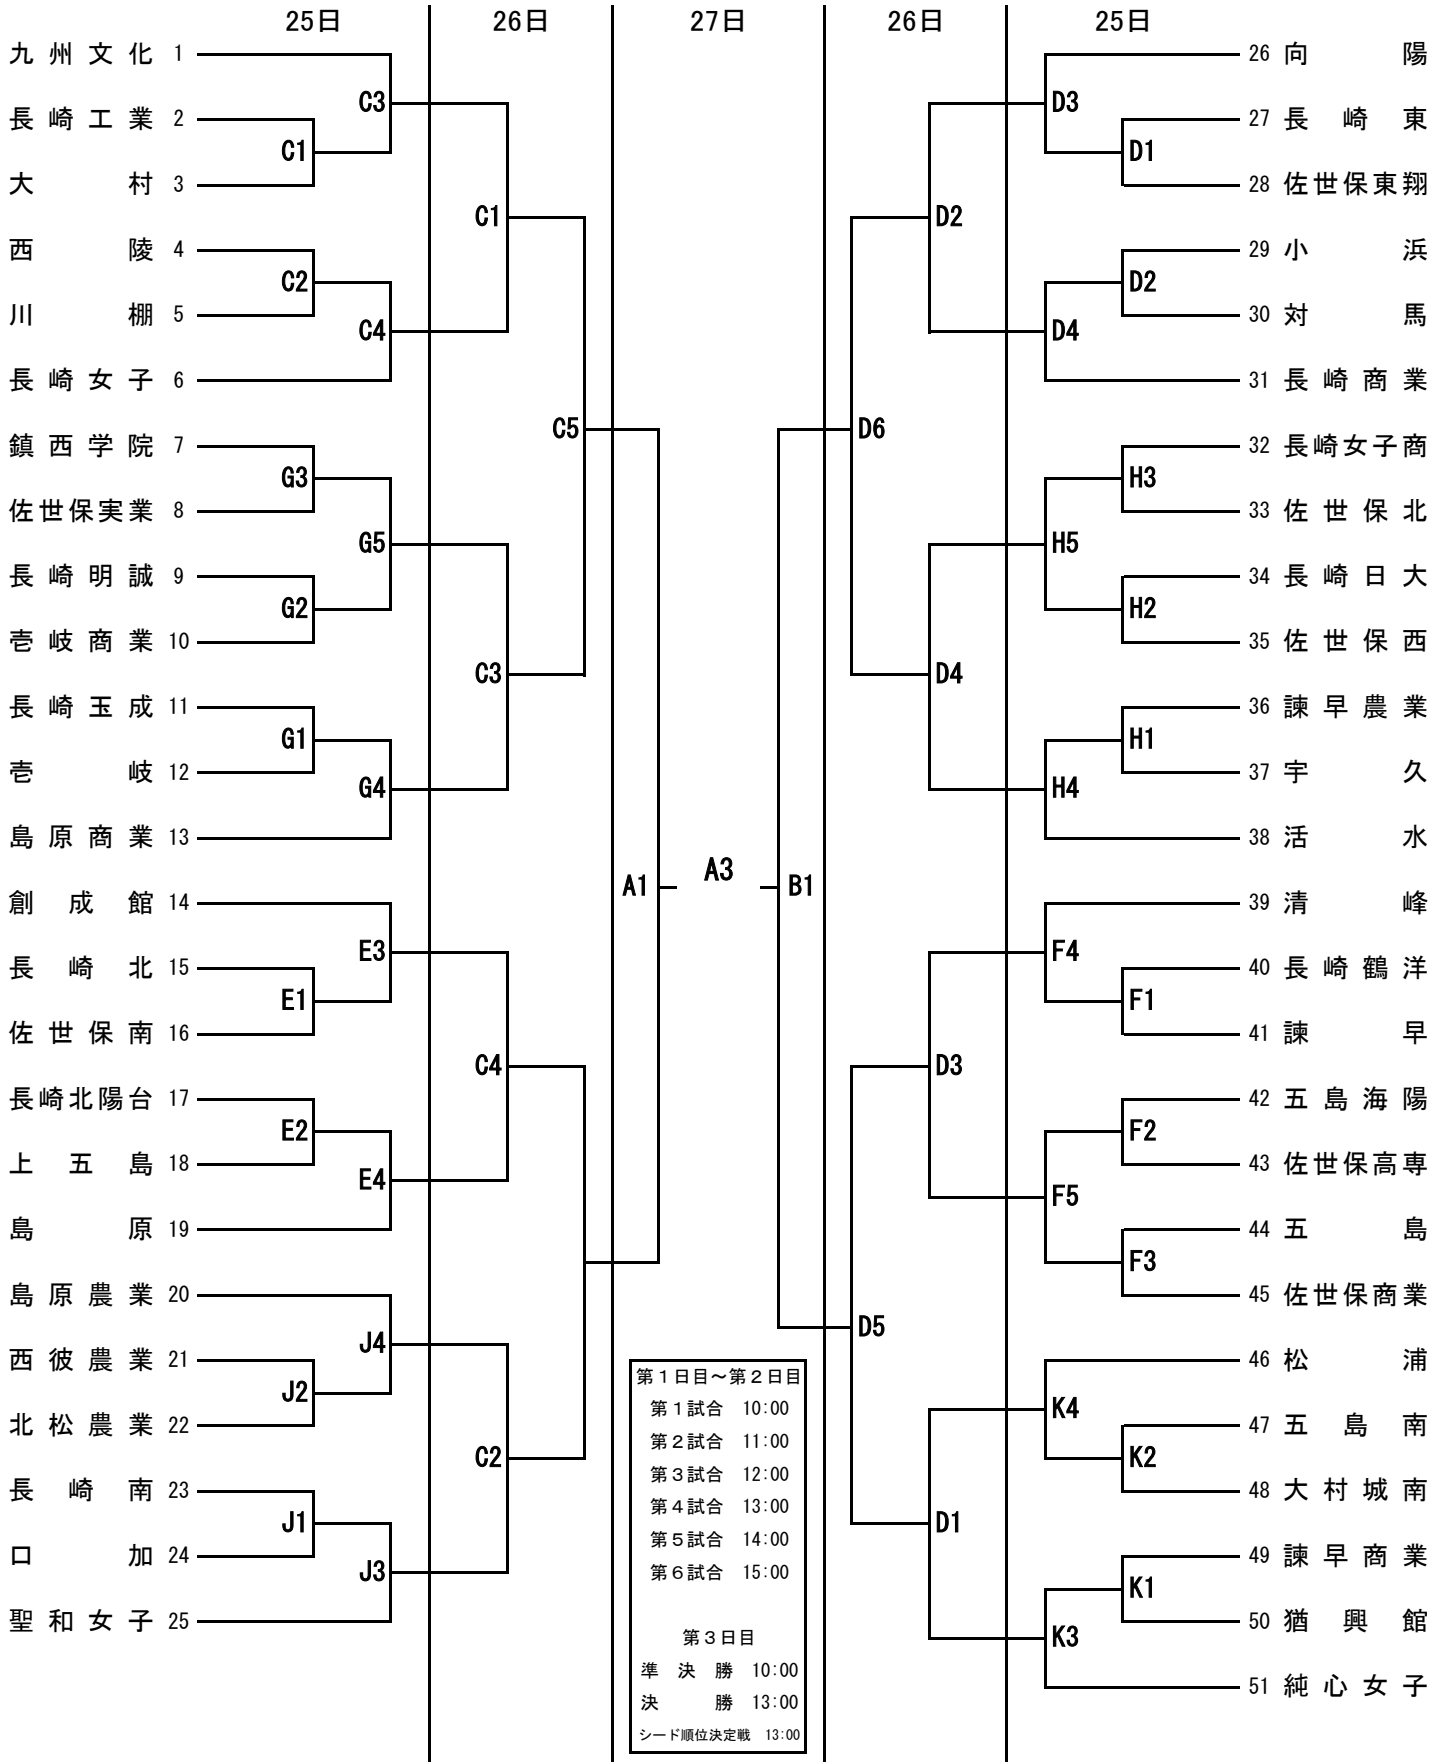 25日 26日 27日 26日 25日
九州文化 1
長崎工業 2
大村 3
西陵 4
川棚 5
長崎女子 6
鎮西学院 7
佐世保実業 8
長崎明誠 9
壱岐商業 10
長崎玉成 11
壱岐 12
島原商業 13
創成館 14
長崎北 15
佐世保南 16
長崎北陽台 17
上五島 18
島原 19
島原農業 20
西彼農業 21
北松農業 22
長崎南 23
口加 24
聖和女子 25
C3
C1
C2
C4
G3
G5
G2
G1
G4
E3
E1
E2
E4
J4
J2
J1
J3
C1
C3
C4
C2
C5
A1
A3
B1
D6
D5
D2
D4
D3
D1
D3
D1
D2
D4
H3
H5
H2
H1
H4
F4
F1
F2
F5
F3
K4
K2
K1
K3
26 向陽
27 長崎東
28 佐世保東翔
29 小浜
30 対馬
31 長崎商業
32 長崎女子商
33 佐世保北
34 長崎日大
35 佐世保西
36 諫早農業
37 宇久
38 活水
39 清峰
40 長崎鶴洋
41 諫早
42 五島海陽
43 佐世保高専
44 五島
45 佐世保商業
46 松浦
47 五島南
48 大村城南
49 諫早商業
50 猶興館
51 純心女子
第1日目～第2日目
第1試合 10:00
第2試合 11:00
第3試合 12:00
第4試合 13:00
第5試合 14:00
第6試合 15:00
第3日目
準決勝 10:00
決勝 13:00
シード順位決定戦 13:00